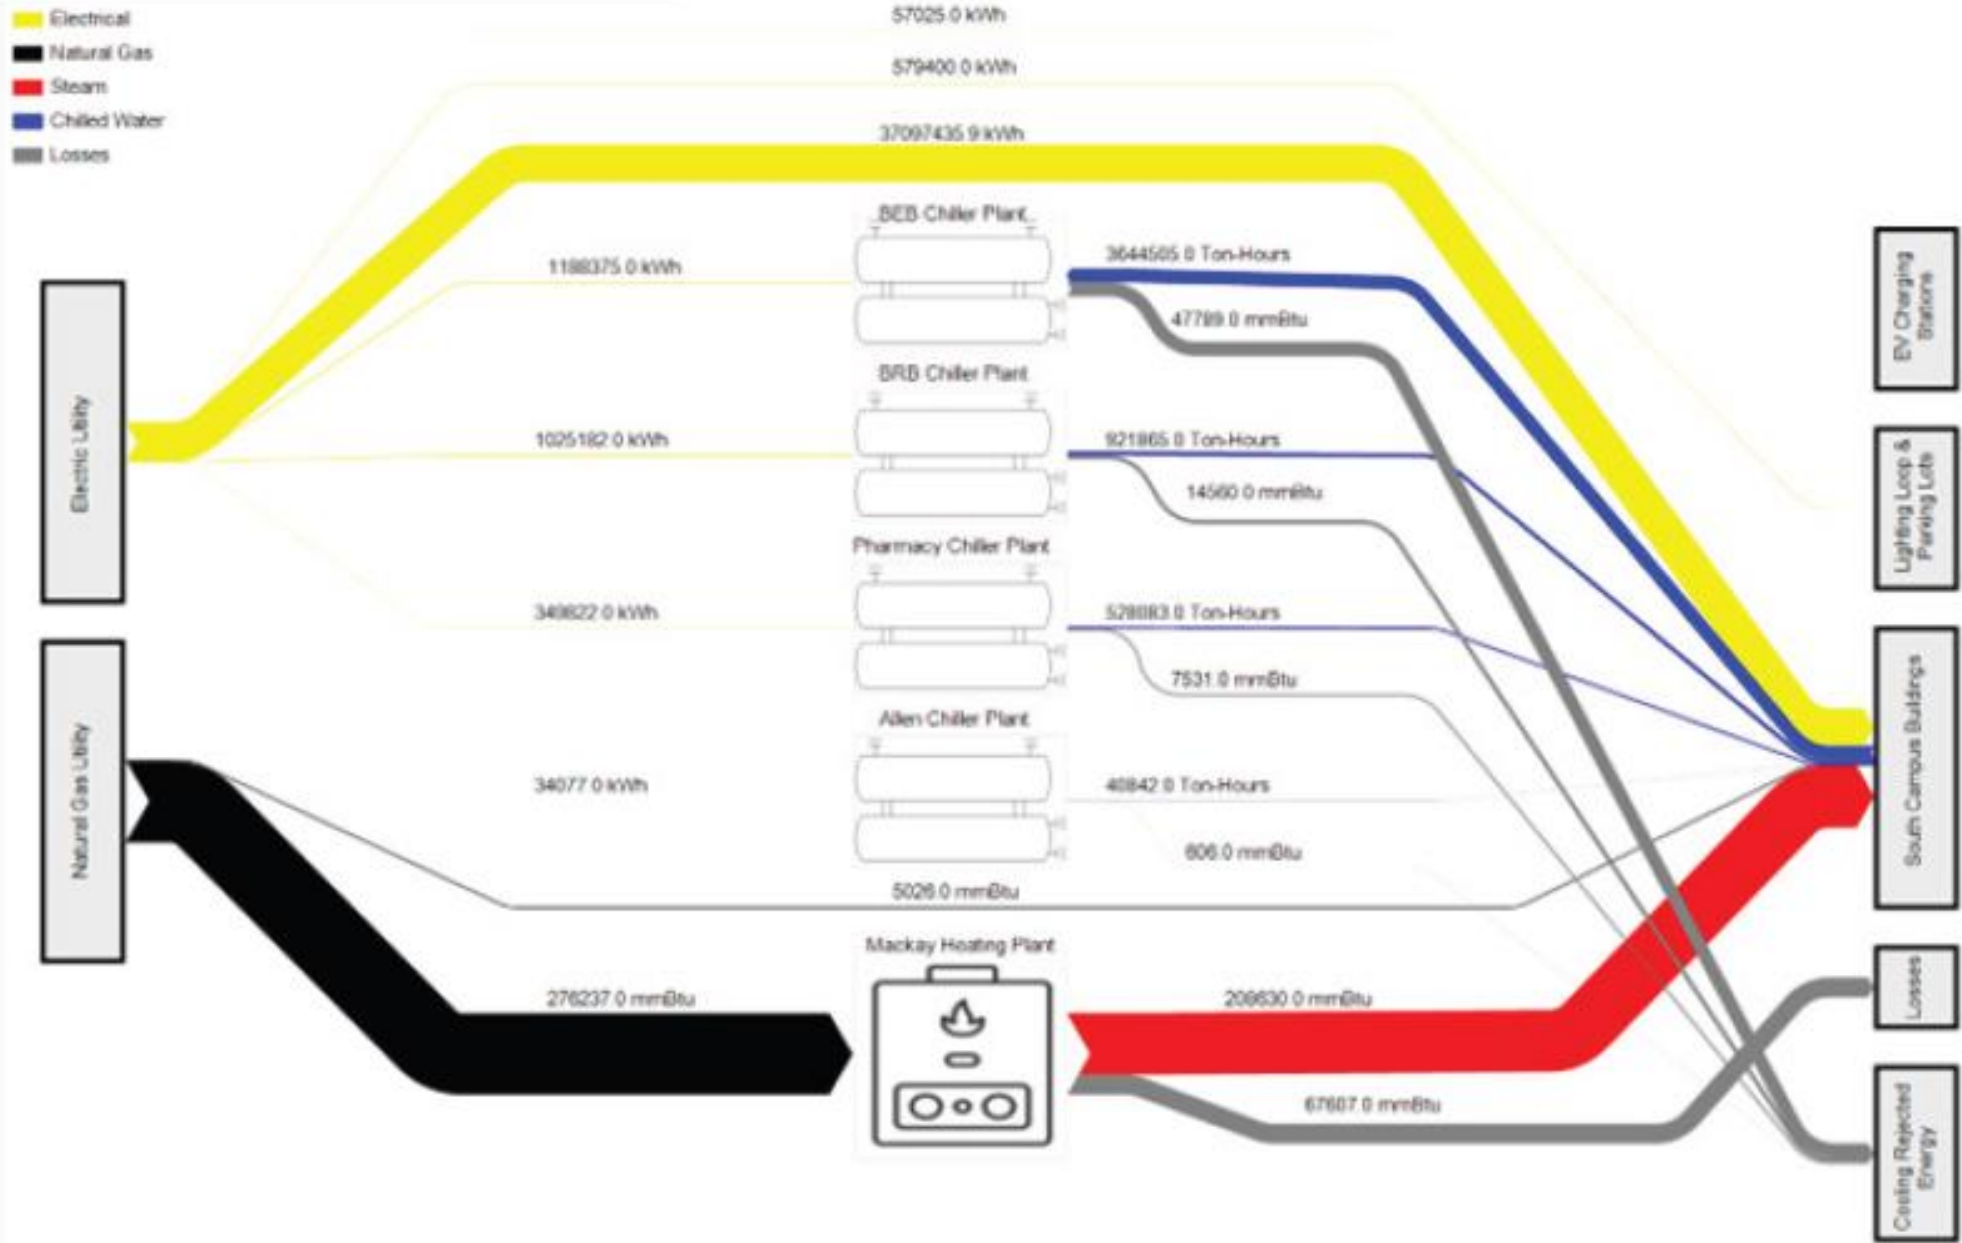 Electrical
Natural Gas
Steam
Chilled Water
Losses
57025.0 kWh
579400.0 kWh
37097435.9 kWh
BEB Chiller Plant
1188375.0 kWh
3644505.0 Ton-Hours
47789.0 mmBtu
BRB Chiller Plant
1025182.0 kWh
921865.0 Ton-Hours
14560.0 mmBtu
Pharmacy Chiller Plant
kWh
Ton-Hours
7531.0 mmBtu
Allen Chiller Plant
34077.0 kWh
40842.0 Ton-Hours
606.0 mmBtu
5026.0 mmBtu
Mackay Heating Plant
276237.0 mmBtu
208630.0 mmBtu
67607.0 mmBtu
Electric Utility
Natural Gas Utility
EV Charging
Stations
Lighting Loop &
Parking Lots
South Campus Buildings
Losses
Cooling Rejected
Energy